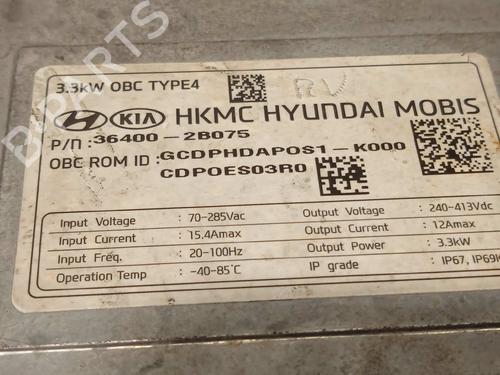 3.3kW OBC TYPE4
PCV
KIA HKMC HYUNDAI MOBIS
P/N : 36400 - 2B075
OBC ROM ID : GCDPHDAPOS1 - K000
CDPOES03R0
Input Voltage : 70-285Vac
Input Current : 15.4Amax
Input Freq. : 20-100Hz
Operation Temp : -40-85℃
Output Voltage : 240-413Vdc
Output Current : 12Amax
Output Power : 3.3kW
IP grade : IP67, IP69K
B-PARTS